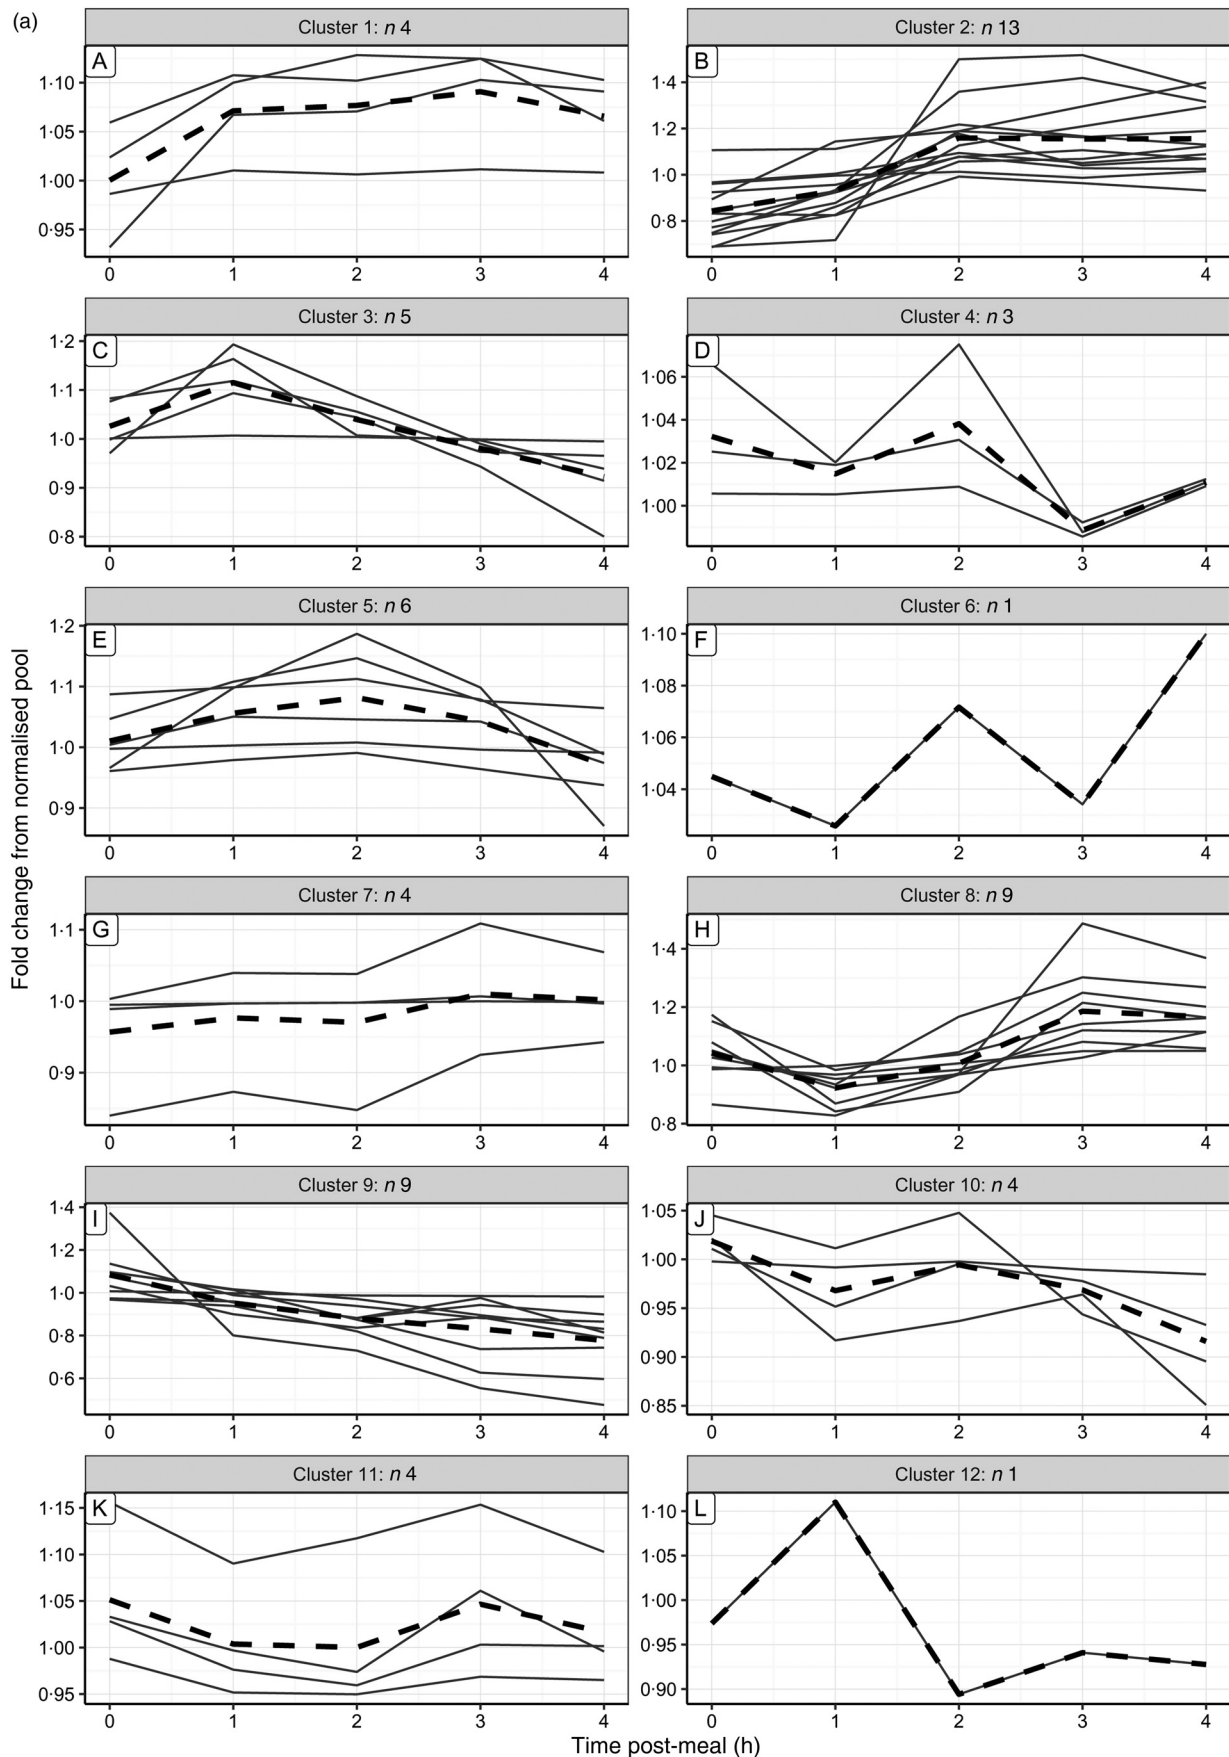 (a)
Fold change from normalised pool
Cluster 1: n 4
A
1·10
1·05
1·00
0·95
0 1 2 3 4
Cluster 2: n 13
B
1·4
1·2
1·0
0·8
0 1 2 3 4
Cluster 3: n 5
C
1·2
1·1
1·0
0·9
0·8
0 1 2 3 4
Cluster 4: n 3
D
1·06
1·04
1·02
1·00
0 1 2 3 4
Cluster 5: n 6
E
1·2
1·1
1·0
0·9
0 1 2 3 4
Cluster 6: n 1
F
1·10
1·08
1·06
1·04
0 1 2 3 4
Cluster 7: n 4
G
1·1
1·0
0·9
0 1 2 3 4
Cluster 8: n 9
H
1·4
1·2
1·0
0·8
0 1 2 3 4
Cluster 9: n 9
I
1·4
1·2
1·0
0·8
0·6
0 1 2 3 4
Cluster 10: n 4
J
1·05
1·00
0·95
0·90
0·85
0 1 2 3 4
Cluster 11: n 4
K
1·15
1·10
1·05
1·00
0·95
0 1 2 3 4
Cluster 12: n 1
L
1·10
1·05
1·00
0·95
0·90
0 1 2 3 4
Time post-meal (h)